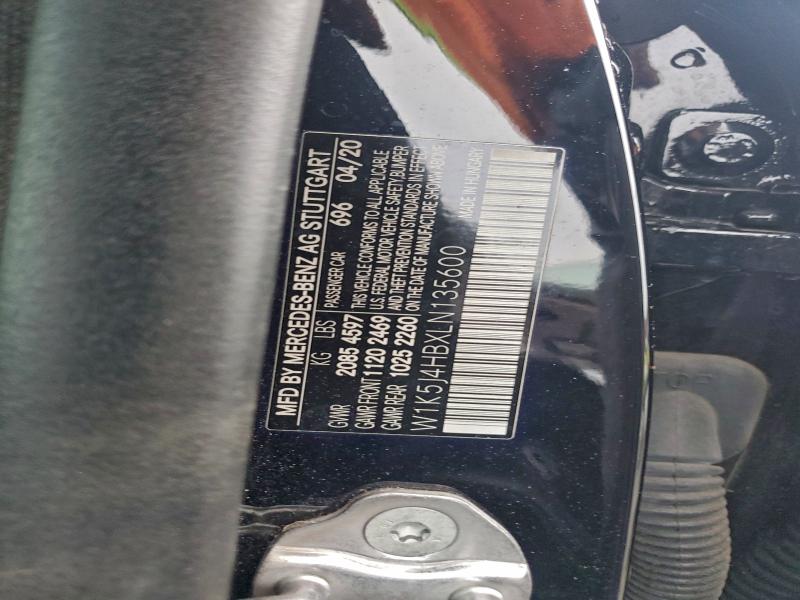 MFD BY MERCEDES-BENZ AG STUTTGART
KG LBS PASSENGER CAR 696 04/20
GVWR 2085 4597 THIS VEHICLE CONFORMS TO ALL APPLICABLE
GAWR FRONT 1120 2469 U.S. FEDERAL MOTOR VEHICLE SAFETY, BUMPER
GAWR REAR 1025 2260 AND THEFT PREVENTION STANDARDS IN EFFECT
ON THE DATE OF MANUFACTURE SHOWN ABOVE
W1K5J4HBXLN135600 MADE IN HUNGARY